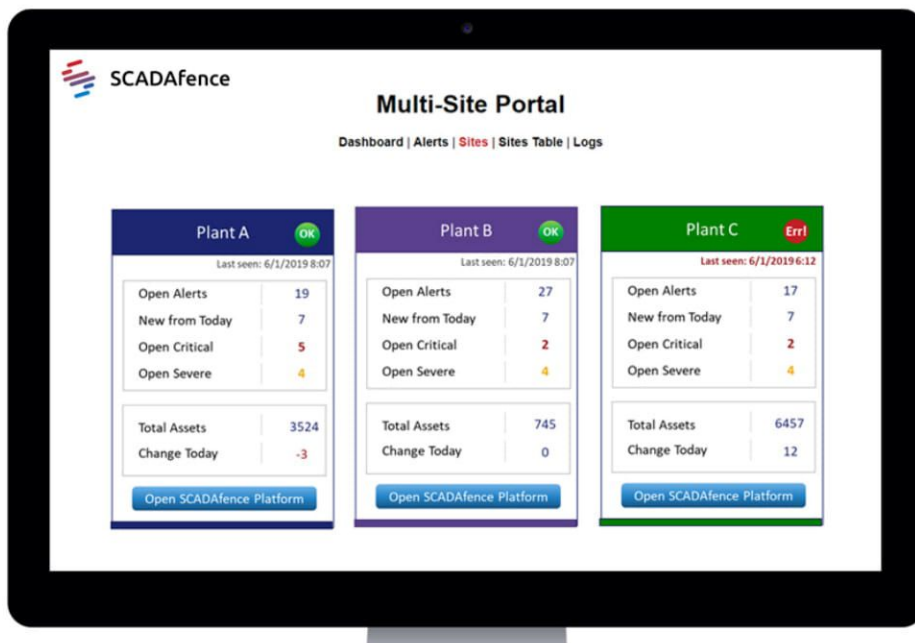 SCADAfence
Multi-Site Portal
Dashboard | Alerts | Sites | Sites Table | Logs
Plant A OK
Last seen: 6/1/2019 8:07
Open Alerts 19
New from Today 7
Open Critical 5
Open Severe 4
Total Assets 3524
Change Today -3
Open SCADAfence Platform
Plant B OK
Last seen: 6/1/2019 8:07
Open Alerts 27
New from Today 7
Open Critical 2
Open Severe 4
Total Assets 745
Change Today 0
Open SCADAfence Platform
Plant C Err!
Last seen: 6/1/2019 6:12
Open Alerts 17
New from Today 7
Open Critical 2
Open Severe 4
Total Assets 6457
Change Today 12
Open SCADAfence Platform